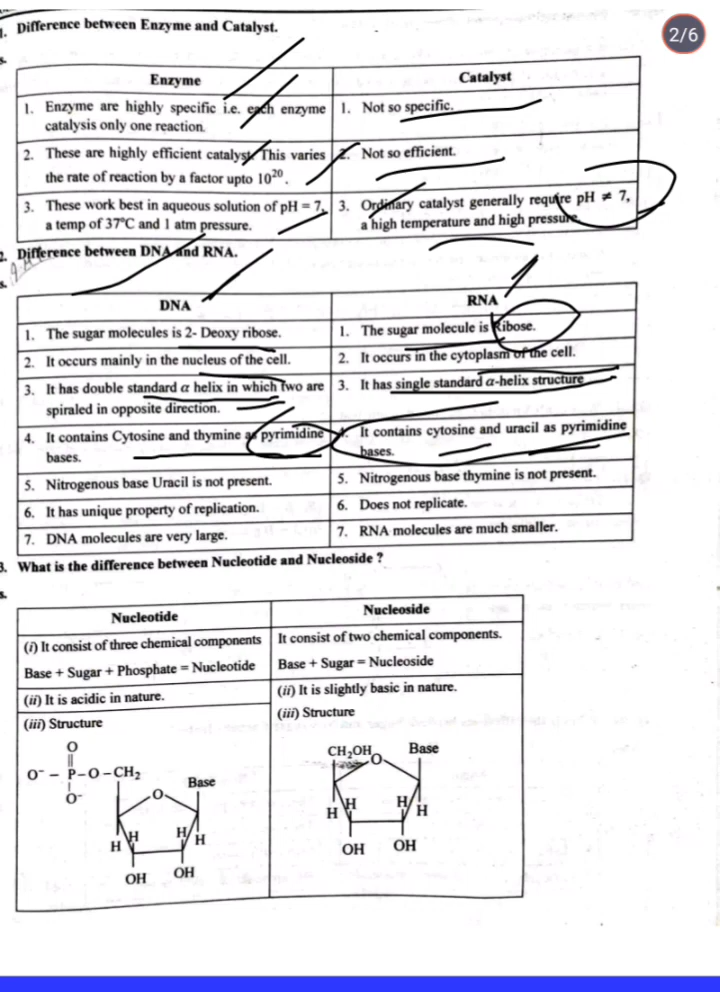 2/6
1. Difference between Enzyme and Catalyst.
s.
Enzyme
Catalyst
1. Enzyme are highly specific i.e. each enzyme
catalysis only one reaction.
1. Not so specific.
2. These are highly efficient catalyst. This varies
the rate of reaction by a factor upto 10²⁰.
2. Not so efficient.
3. These work best in aqueous solution of pH = 7,
a temp of 37°C and 1 atm pressure.
3. Ordinary catalyst generally require pH ≠ 7,
a high temperature and high pressure.
2. Difference between DNA and RNA.
s.
DNA
RNA
1. The sugar molecules is 2- Deoxy ribose.
1. The sugar molecule is Ribose.
2. It occurs mainly in the nucleus of the cell.
2. It occurs in the cytoplasm of the cell.
3. It has double standard α helix in which two are
spiraled in opposite direction.
3. It has single standard α-helix structure
4. It contains Cytosine and thymine as pyrimidine
bases.
4. It contains cytosine and uracil as pyrimidine
bases.
5. Nitrogenous base Uracil is not present.
5. Nitrogenous base thymine is not present.
6. It has unique property of replication.
6. Does not replicate.
7. DNA molecules are very large.
7. RNA molecules are much smaller.
3. What is the difference between Nucleotide and Nucleoside ?
s.
Nucleotide
Nucleoside
(i) It consist of three chemical components
Base + Sugar + Phosphate = Nucleotide
It consist of two chemical components.
Base + Sugar = Nucleoside
(ii) It is acidic in nature.
(ii) It is slightly basic in nature.
(iii) Structure
(iii) Structure
O
O⁻ – P–O–CH₂
O⁻
Base
O
H H H H
OH OH
CH₂OH
O
Base
H H H H
OH OH